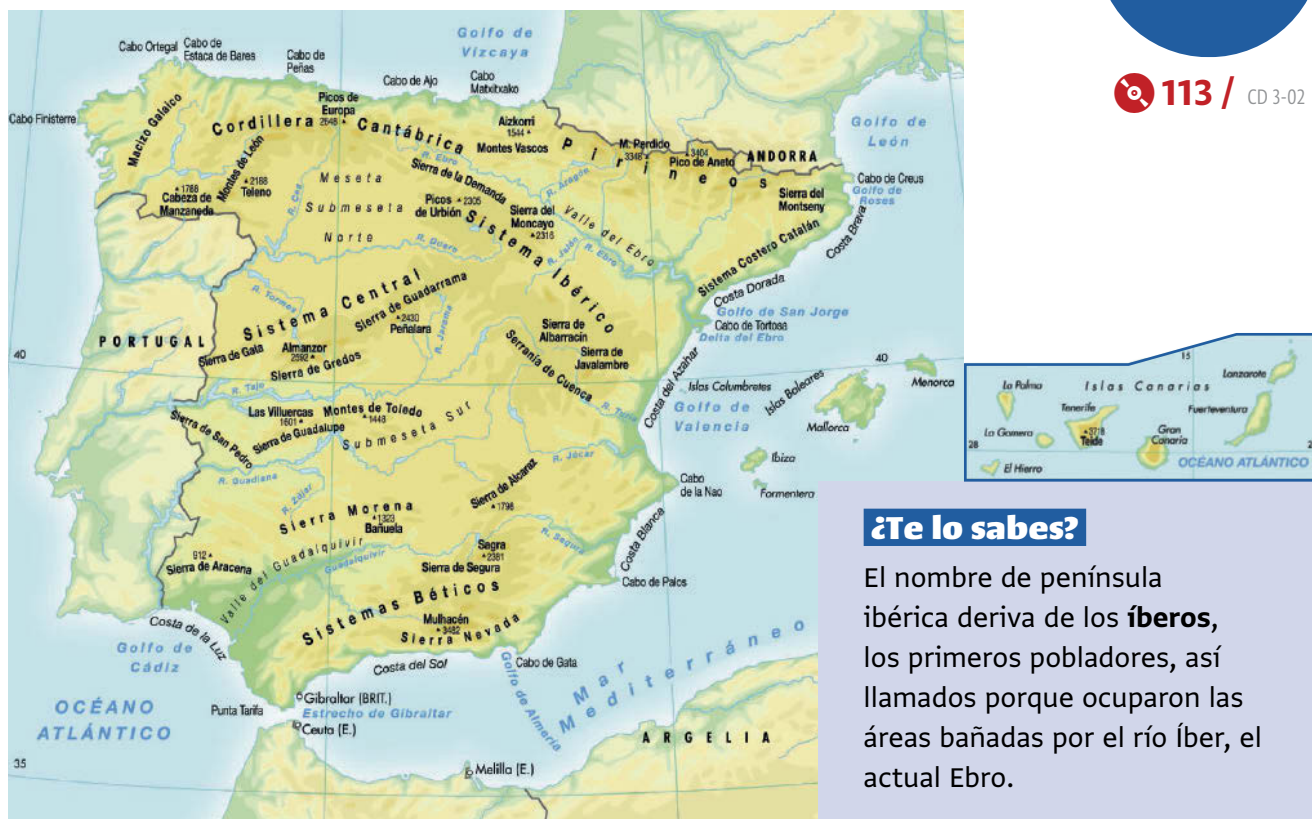 113 / CD 3-02
Golfo de
Vizcaya
Cabo Ortegal
Cabo de
Estaca de Bares
Cabo de
Peñas
Cabo de Ajo
Cabo
Matxitxako
Cabo Finisterre
Macizo Galaico
Picos de
Europa
2648
Cordillera Cantábrica
Aizkorri
1544
Montes Vascos
Pirineos
M. Perdido
3348
3404
Pico de Aneto
ANDORRA
Golfo de
León
Cabo de Creus
Golfo de
Roses
Costa Brava
Sierra del
Montseny
Sistema Costero Catalán
Costa Dorada
Golfo de San Jorge
Cabo de Tortosa
Delta del Ebro
Montes de León
2188
Teleno
1788
Cabeza de
Manzaneda
R. Cea
Meseta
Submeseta
Norte
R. Ebro
Sierra de la Demanda
Picos 2305
de Urbión
Sierra del
Moncayo
2316
R. Aragón
Valle del Ebro
R. Jalón
R. Ebro
R. Duero
Sistema Ibérico
R. Tormes
Sistema Central
Sierra de Guadarrama
2430
Peñalara
R. Jarama
PORTUGAL
40
Sierra de Gata
Almanzor
2592
Sierra de Gredos
Sierra de
Albarracín
Sierra de
Javalambre
Serranía de Cuenca
R. Turia
Costa del Azahar
Islas Columbretes
Golfo de
Valencia
Islas Baleares
40
Menorca
Mallorca
Ibiza
Formentera
R. Tajo
Las Villuercas
1601
Montes de Toledo
1448
Sierra de San Pedro
Sierra de Guadalupe
Submeseta Sur
R. Júcar
R. Guadiana
R. Zújar
Cabo
de la Nao
Sierra Morena
1323
Bañuela
Sierra de Alcaraz
1798
Costa Blanca
912
Sierra de Aracena
Valle del Guadalquivir
Guadalquivir
Sagra
2381
Sierra de Segura
R. Segura
Cabo de Palos
Sistemas Béticos
Mulhacén
3482
Sierra Nevada
Costa de la Luz
Golfo de
Cádiz
Costa del Sol
Golfo de Almería
Cabo de Gata
Mar
Mediterráneo
OCÉANO
ATLÁNTICO
Punta Tarifa
Gibraltar (BRIT.)
Estrecho de Gibraltar
Ceuta (E.)
ARGELIA
35
Melilla (E.)
15
La Palma
Islas Canarias
Lanzarote
Tenerife
Fuerteventura
La Gomera
3718
Teide
Gran
Canaria
28
2
El Hierro
OCÉANO ATLÁNTICO
¿Te lo sabes?
El nombre de península
ibérica deriva de los íberos,
los primeros pobladores, así
llamados porque ocuparon las
áreas bañadas por el río Íber, el
actual Ebro.